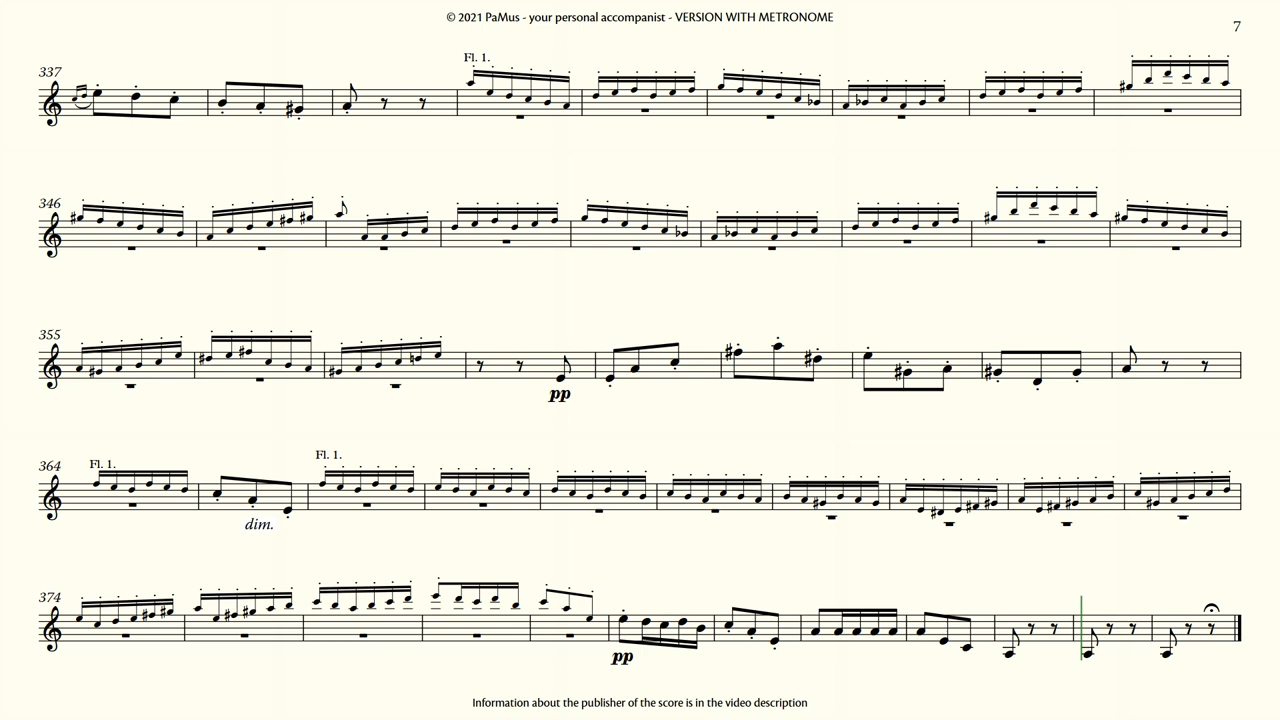 © 2021 PaMus - your personal accompanist - VERSION WITH METRONOME
7
Fl. 1.
337
346
355
pp
364
Fl. 1.
Fl. 1.
dim.
374
pp
Information about the publisher of the score is in the video description